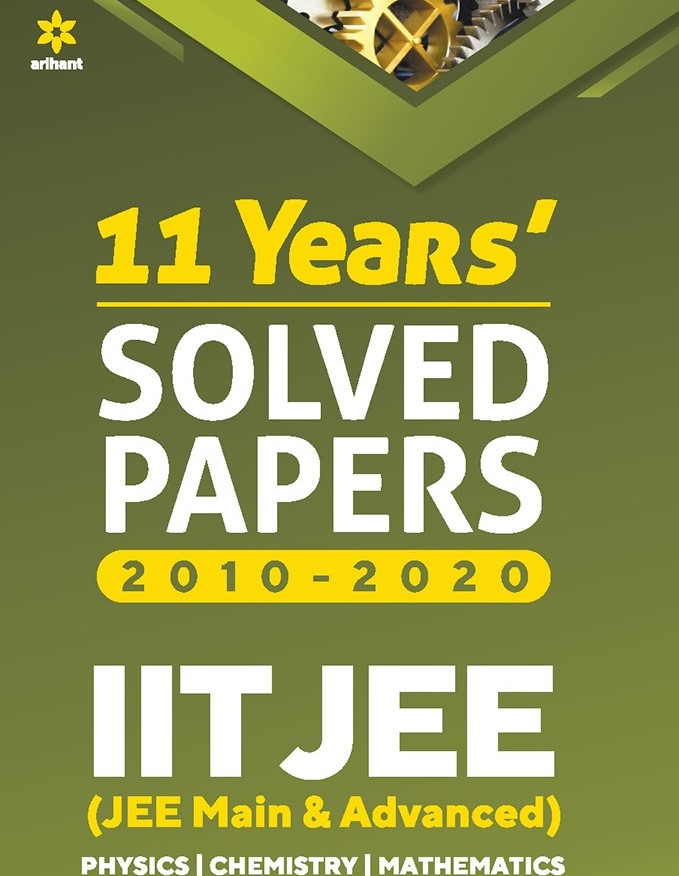 arihant
11 Years'
SOLVED
PAPERS
2010-2020
IIT JEE
(JEE Main & Advanced)
PHYSICS | CHEMISTRY | MATHEMATICS